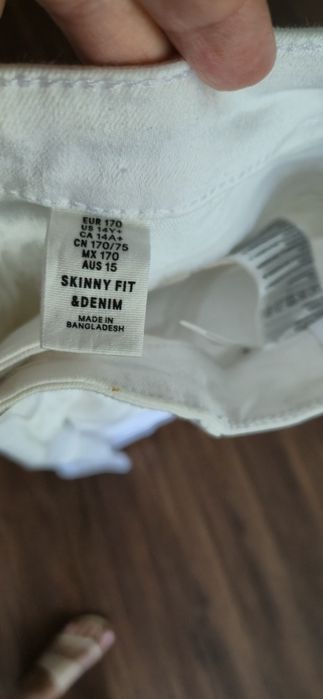 EUR 170
US 14Y+
CA 14A+
CN 170/75
MX 170
AUS 15
SKINNY FIT
&DENIM
MADE IN
BANGLADESH